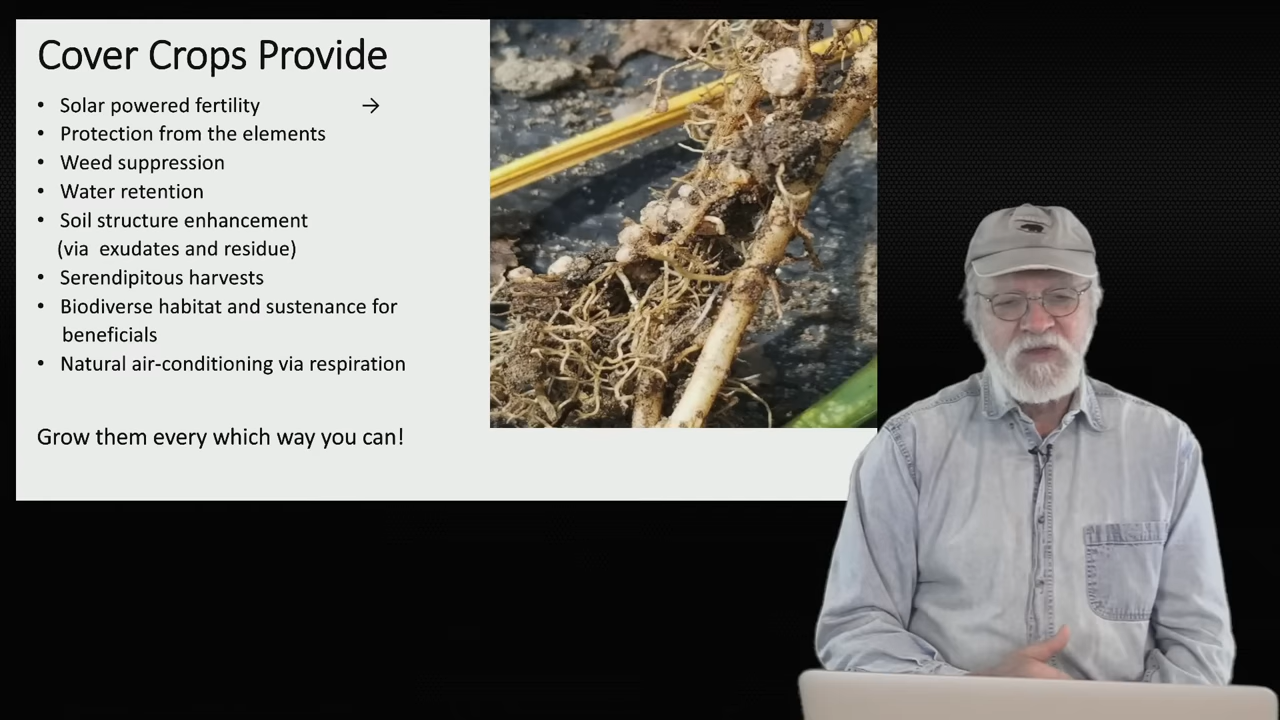 Cover Crops Provide
• Solar powered fertility →
• Protection from the elements
• Weed suppression
• Water retention
• Soil structure enhancement
(via exudates and residue)
• Serendipitous harvests
• Biodiverse habitat and sustenance for
beneficials
• Natural air-conditioning via respiration
Grow them every which way you can!